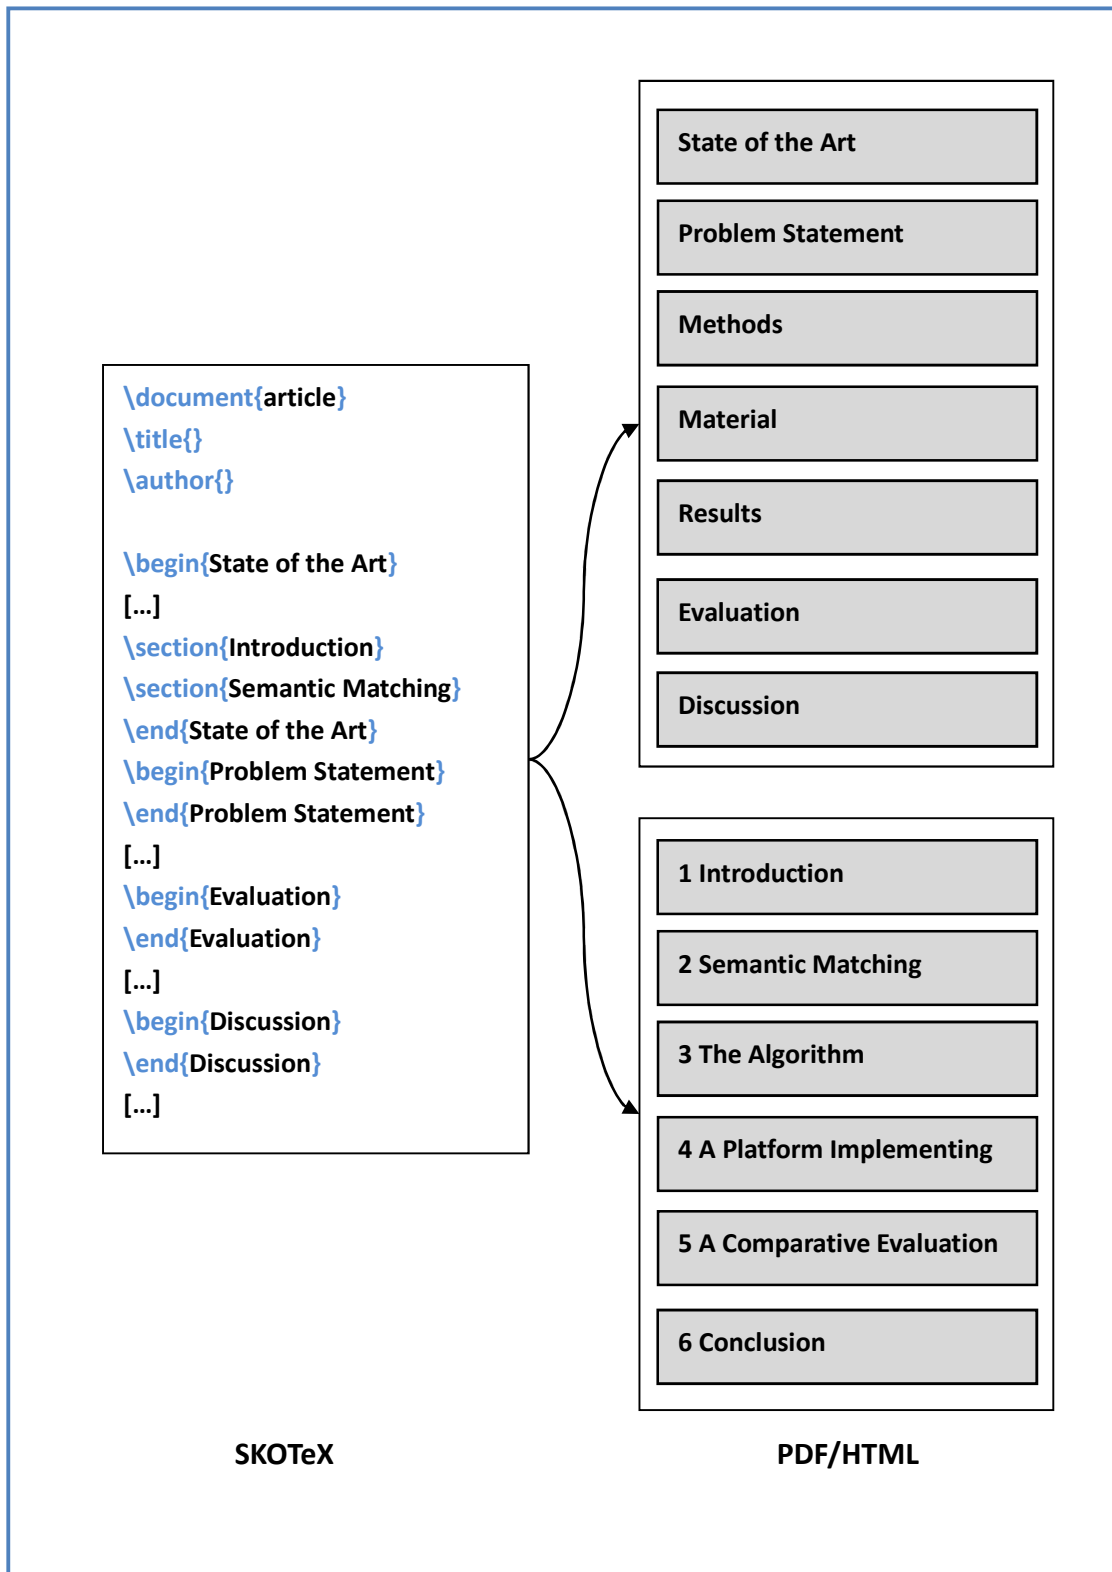 \document{article}
\title{}
\author{}
\begin{State of the Art}
[...]
\section{Introduction}
\section{Semantic Matching}
\end{State of the Art}
\begin{Problem Statement}
\end{Problem Statement}
[...]
\begin{Evaluation}
\end{Evaluation}
[...]
\begin{Discussion}
\end{Discussion}
[...]
SKOTeX
State of the Art
Problem Statement
Methods
Material
Results
Evaluation
Discussion
1 Introduction
2 Semantic Matching
3 The Algorithm
4 A Platform Implementing
5 A Comparative Evaluation
6 Conclusion
PDF/HTML